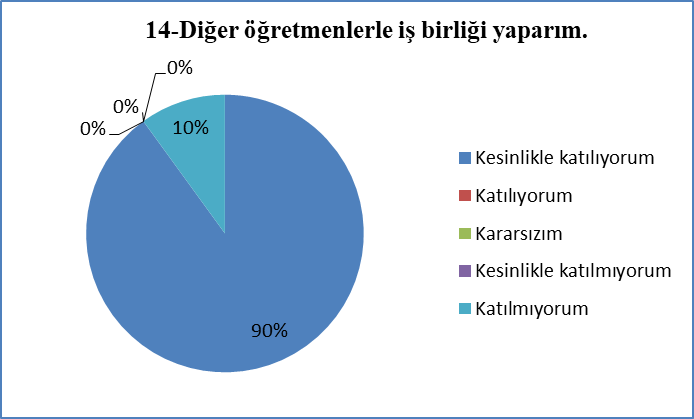 14-Diğer öğretmenlerle iş birliği yaparım.
0%
0%
0%
10%
90%
Kesinlikle katılıyorum
Katılıyorum
Kararsızım
Kesinlikle katılmıyorum
Katılmıyorum